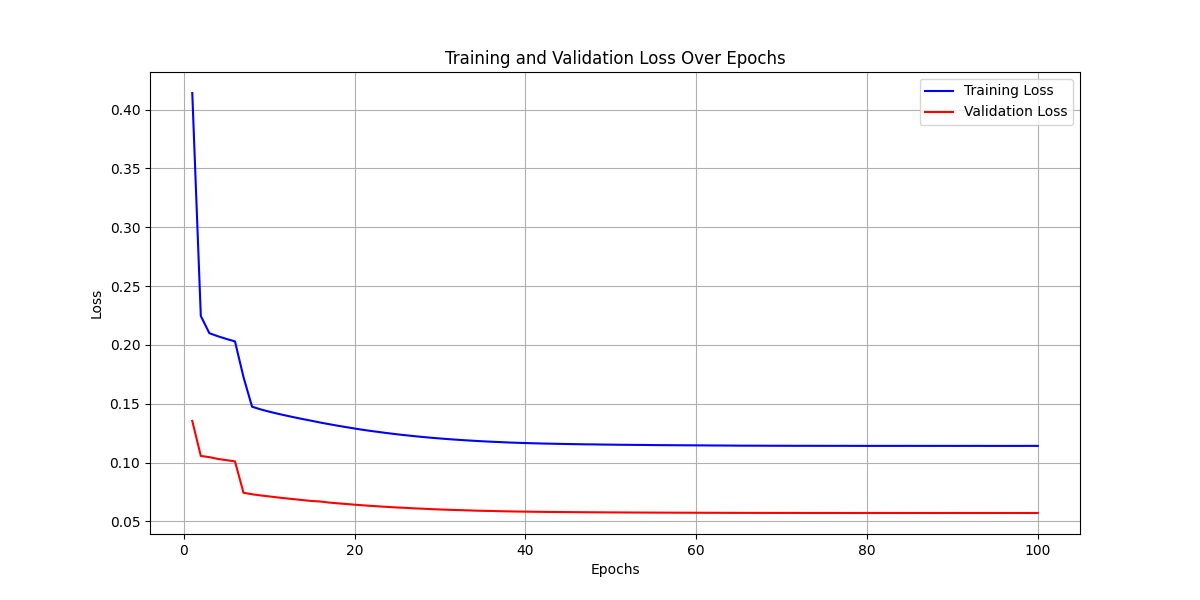 Training and Validation Loss Over Epochs
Training Loss
Validation Loss
0.40
0.35
0.30
0.25
0.20
0.15
0.10
0.05
Loss
0 20 40 60 80 100
Epochs